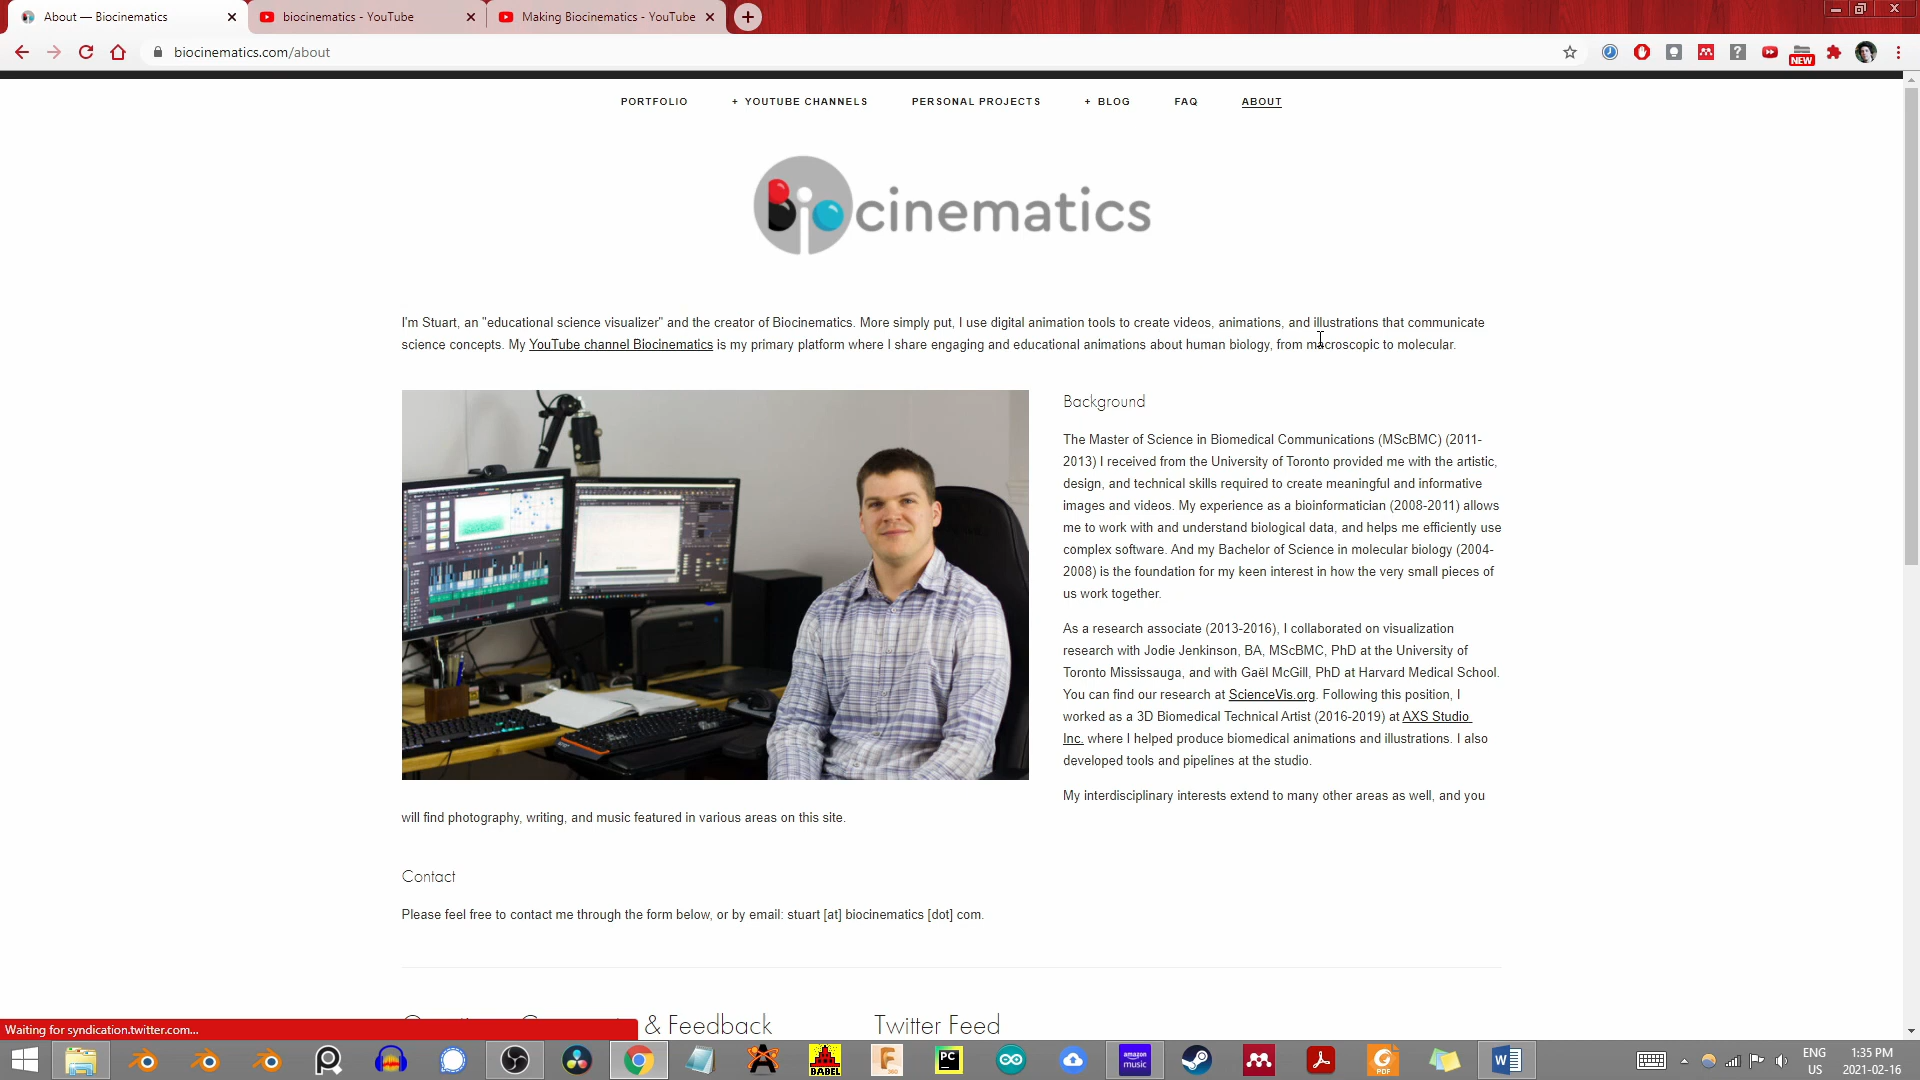 About — Biocinematics
biocinematics - YouTube
Making Biocinematics - YouTube
biocinematics.com/about
NEW
PORTFOLIO
+ YOUTUBE CHANNELS
PERSONAL PROJECTS
+ BLOG
FAQ
ABOUT
Biocinematics
I'm Stuart, an "educational science visualizer" and the creator of Biocinematics. More simply put, I use digital animation tools to create videos, animations, and illustrations that communicate
science concepts. My YouTube channel Biocinematics is my primary platform where I share engaging and educational animations about human biology, from macroscopic to molecular.
Background
The Master of Science in Biomedical Communications (MScBMC) (2011-
2013) I received from the University of Toronto provided me with the artistic,
design, and technical skills required to create meaningful and informative
images and videos. My experience as a bioinformatician (2008-2011) allows
me to work with and understand biological data, and helps me efficiently use
complex software. And my Bachelor of Science in molecular biology (2004-
2008) is the foundation for my keen interest in how the very small pieces of
us work together.
As a research associate (2013-2016), I collaborated on visualization
research with Jodie Jenkinson, BA, MScBMC, PhD at the University of
Toronto Mississauga, and with Gaël McGill, PhD at Harvard Medical School.
You can find our research at ScienceVis.org. Following this position, I
worked as a 3D Biomedical Technical Artist (2016-2019) at AXS Studio
Inc. where I helped produce biomedical animations and illustrations. I also
developed tools and pipelines at the studio.
My interdisciplinary interests extend to many other areas as well, and you
will find photography, writing, and music featured in various areas on this site.
Contact
Please feel free to contact me through the form below, or by email: stuart [at] biocinematics [dot] com.
& Feedback
Twitter Feed
Waiting for syndication.twitter.com...
BABEL
F
PC
amazon music
PDF
W
ENG
US
1:35 PM
2021-02-16